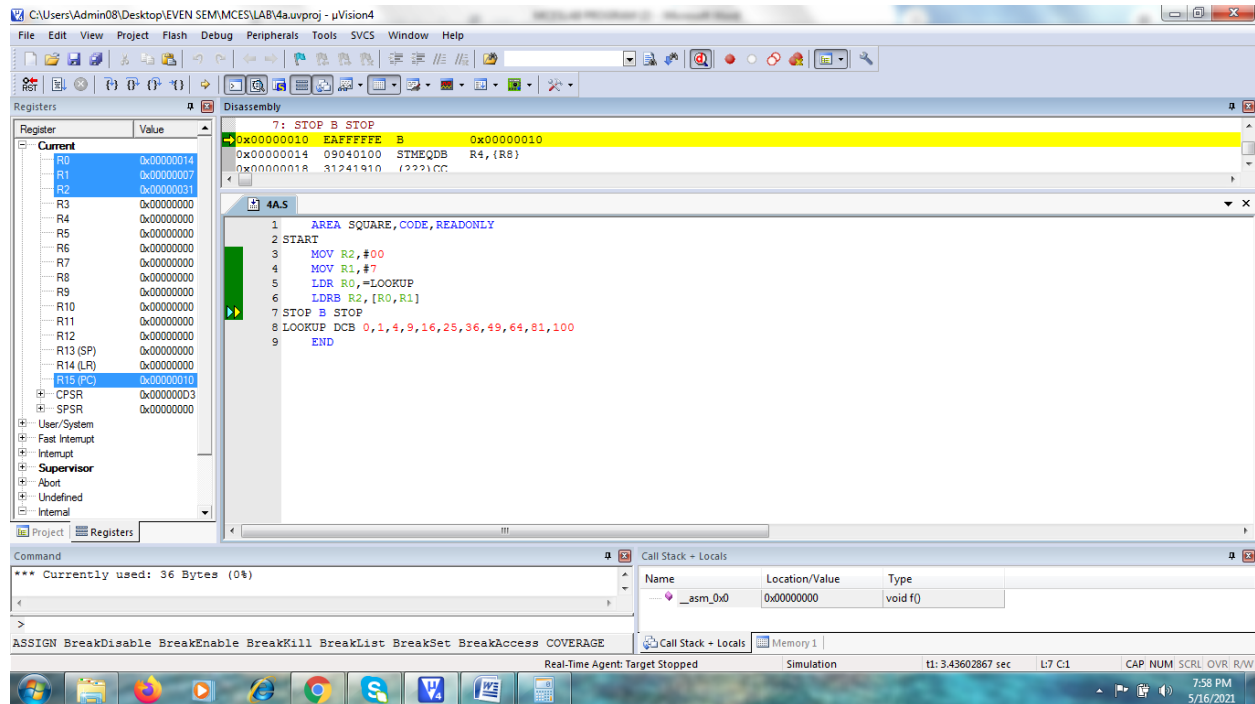 C:\Users\Admin08\Desktop\EVEN SEM\MCES\LAB\4a.uvproj - µVision4
File Edit View Project Flash Debug Peripherals Tools SVCS Window Help
Registers
Register Value
Current
R0 0x00000014
R1 0x00000007
R2 0x00000031
R3 0x00000000
R4 0x00000000
R5 0x00000000
R6 0x00000000
R7 0x00000000
R8 0x00000000
R9 0x00000000
R10 0x00000000
R11 0x00000000
R12 0x00000000
R13 (SP) 0x00000000
R14 (LR) 0x00000000
R15 (PC) 0x00000010
CPSR 0x000000D3
SPSR 0x00000000
User/System
Fast Interrupt
Interrupt
Supervisor
Abort
Undefined
Internal
Project Registers
Disassembly
7: STOP B STOP
0x00000010 EAFFFFFE B 0x00000010
0x00000014 09040100 STMEQDB R4,{R8}
0x00000018 31241910 (???)CC
4A.S
1 AREA SQUARE,CODE,READONLY
2 START
3 MOV R2,#00
4 MOV R1,#7
5 LDR R0,=LOOKUP
6 LDRB R2,[R0,R1]
7 STOP B STOP
8 LOOKUP DCB 0,1,4,9,16,25,36,49,64,81,100
9 END
Command
*** Currently used: 36 Bytes (0%)
>
ASSIGN BreakDisable BreakEnable BreakKill BreakList BreakSet BreakAccess COVERAGE
Call Stack + Locals
Name Location/Value Type
__asm_0x0 0x00000000 void f()
Call Stack + Locals Memory 1
Real-Time Agent: Target Stopped Simulation t1: 3.43602867 sec L:7 C:1 CAP NUM SCRL OVR R/W
7:58 PM
5/16/2021